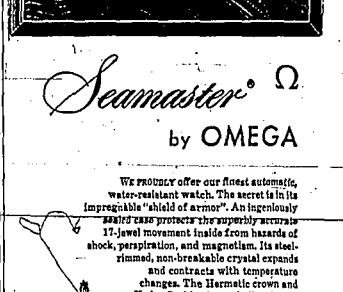 Seamaster® Ω
by OMEGA
WE PROUDLY offer our finest automatic,
water-resistant watch. The secret is in its
impregnable "shield of armor". An ingeniously
sealed case protects the superbly accurate
17-jewel movement inside from hazards of
shock, perspiration, and magnetism. Its steel-
rimmed, non-breakable crystal expands
and contracts with temperature
changes. The Hermetic crown and